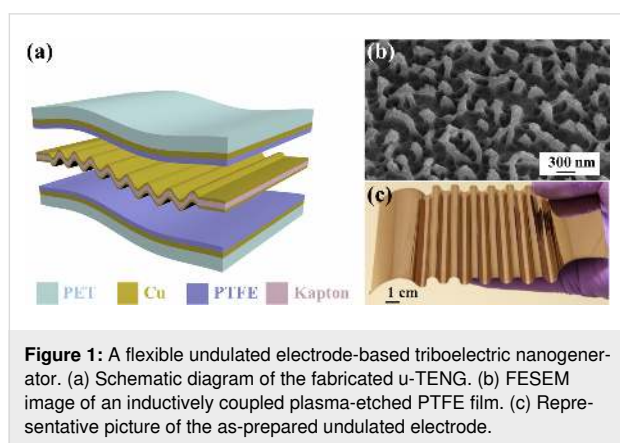 (a)
(b)
300 nm
(c)
1 cm
PET Cu PTFE Kapton
Figure 1: A flexible undulated electrode-based triboelectric nanogener-
ator. (a) Schematic diagram of the fabricated u-TENG. (b) FESEM
image of an inductively coupled plasma-etched PTFE film. (c) Repre-
sentative picture of the as-prepared undulated electrode.